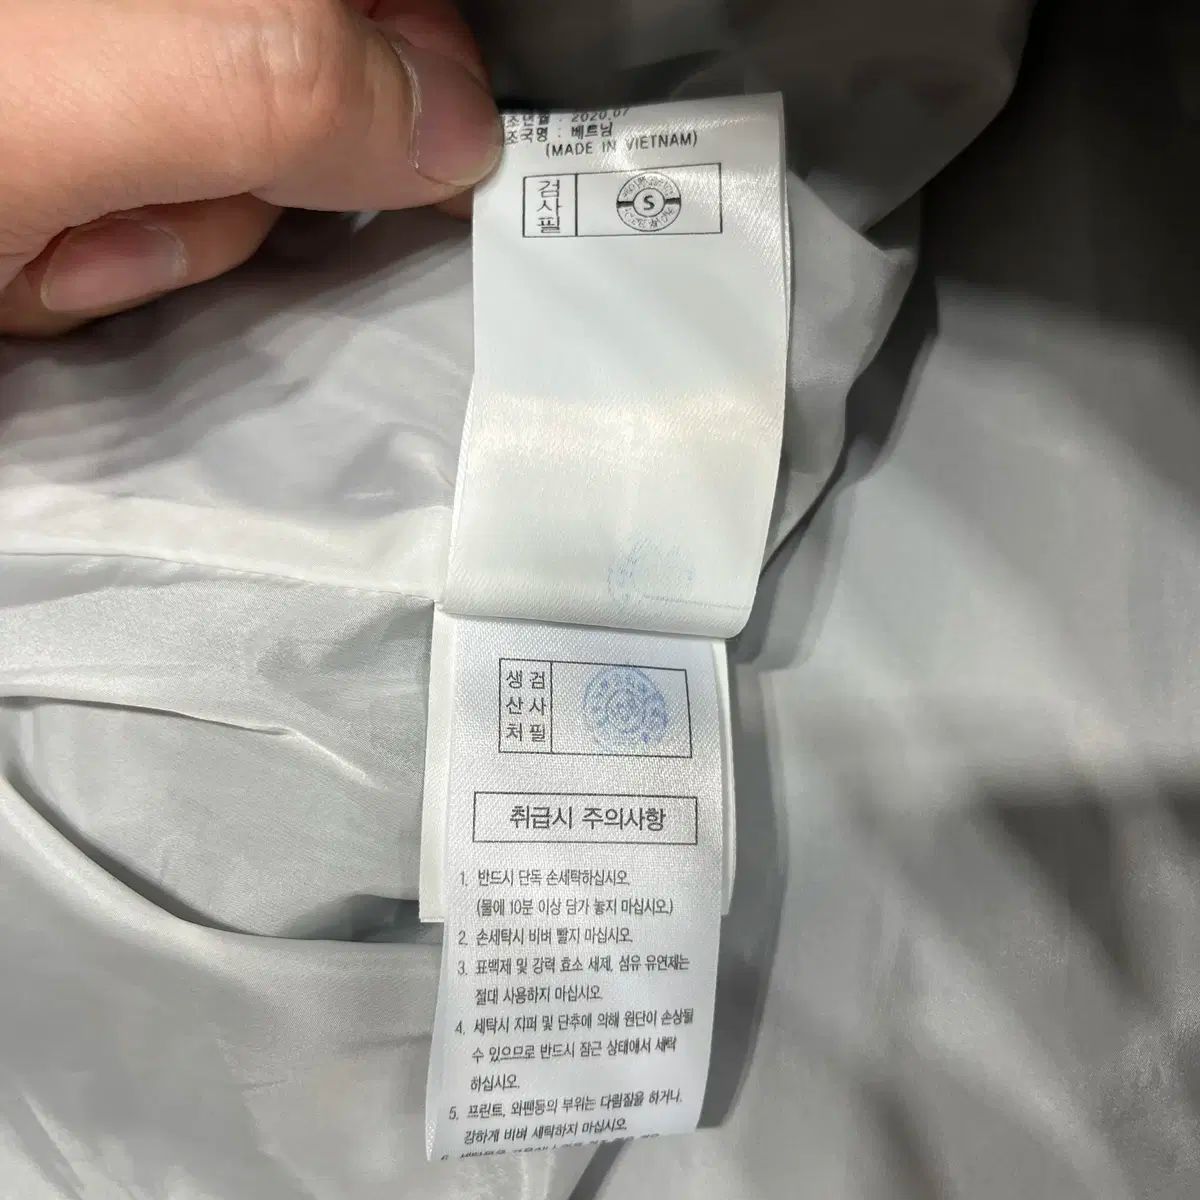 조년월 : 2020.07
조국명 : 베트남
(MADE IN VIETNAM)
검사필
S
생산처 검사필
취급시 주의사항
1. 반드시 단독 손세탁하십시오.
(물에 10분 이상 담가 놓지 마십시오.)
2. 손세탁시 비벼 빨지 마십시오.
3. 표백제 및 강력 효소 세제, 섬유 유연제는
절대 사용하지 마십시오.
4. 세탁시 지퍼 및 단추에 의해 원단이 손상될
수 있으므로 반드시 잠근 상태에서 세탁
하십시오.
5. 프린트, 와펜등의 부위는 다림질을 하거나,
강하게 비벼 세탁하지 마십시오.